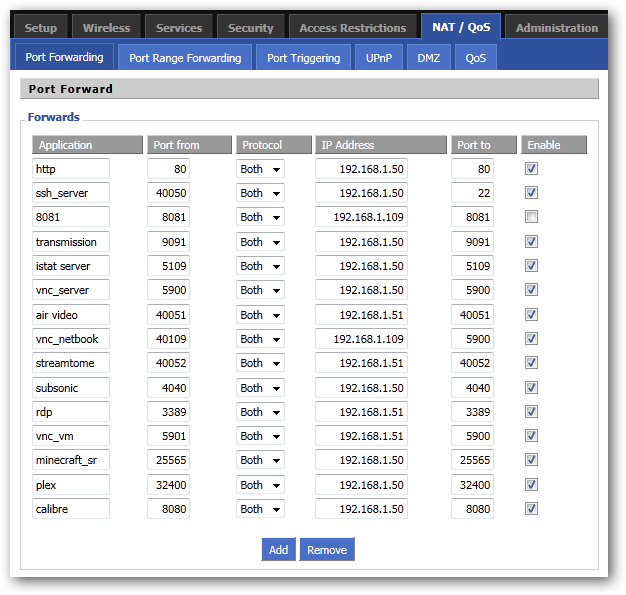 Setup Wireless Services Security Access Restrictions NAT / QoS Administration
Port Forwarding Port Range Forwarding Port Triggering UPnP DMZ QoS
Port Forward
Forwards
Application Port from Protocol IP Address Port to Enable
http 80 Both 192.168.1.50 80
ssh_server 40050 Both 192.168.1.50 22
8081 8081 Both 192.168.1.109 8081
transmission 9091 Both 192.168.1.50 9091
istat server 5109 Both 192.168.1.50 5109
vnc_server 5900 Both 192.168.1.50 5900
air video 40051 Both 192.168.1.51 40051
vnc_netbook 40109 Both 192.168.1.109 5900
streamtome 40052 Both 192.168.1.51 40052
subsonic 4040 Both 192.168.1.50 4040
rdp 3389 Both 192.168.1.51 3389
vnc_vm 5901 Both 192.168.1.51 5900
minecraft_sr 25565 Both 192.168.1.50 25565
plex 32400 Both 192.168.1.50 32400
calibre 8080 Both 192.168.1.50 8080
Add Remove